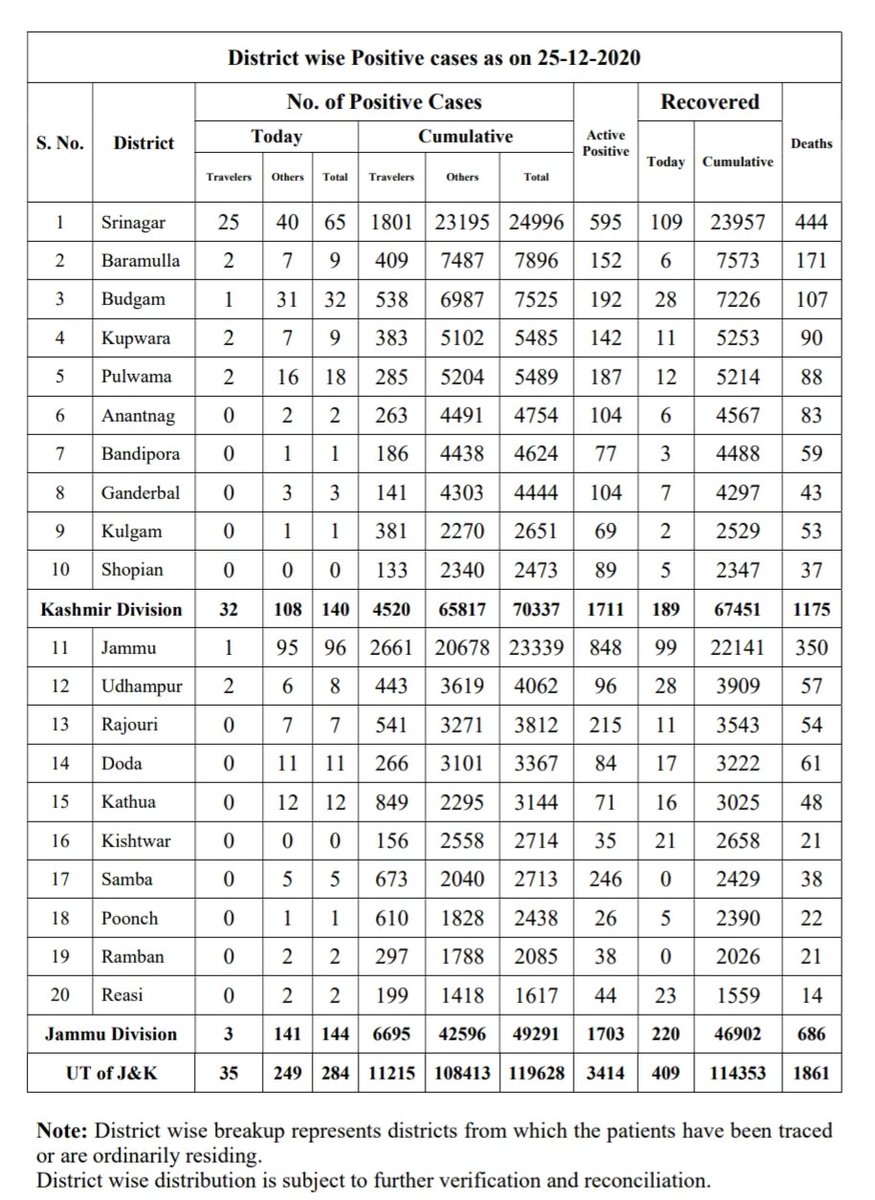 District wise Positive cases as on 25-12-2020
S. No. District No. of Positive Cases Active Positive Recovered Deaths
Today Cumulative Today Cumulative
Travelers Others Total Travelers Others Total
1 Srinagar 25 40 65 1801 23195 24996 595 109 23957 444
2 Baramulla 2 7 9 409 7487 7896 152 6 7573 171
3 Budgam 1 31 32 538 6987 7525 192 28 7226 107
4 Kupwara 2 7 9 383 5102 5485 142 11 5253 90
5 Pulwama 2 16 18 285 5204 5489 187 12 5214 88
6 Anantnag 0 2 2 263 4491 4754 104 6 4567 83
7 Bandipora 0 1 1 186 4438 4624 77 3 4488 59
8 Ganderbal 0 3 3 141 4303 4444 104 7 4297 43
9 Kulgam 0 1 1 381 2270 2651 69 2 2529 53
10 Shopian 0 0 0 133 2340 2473 89 5 2347 37
Kashmir Division 32 108 140 4520 65817 70337 1711 189 67451 1175
11 Jammu 1 95 96 2661 20678 23339 848 99 22141 350
12 Udhampur 2 6 8 443 3619 4062 96 28 3909 57
13 Rajouri 0 7 7 541 3271 3812 215 11 3543 54
14 Doda 0 11 11 266 3101 3367 84 17 3222 61
15 Kathua 0 12 12 849 2295 3144 71 16 3025 48
16 Kishtwar 0 0 0 156 2558 2714 35 21 2658 21
17 Samba 0 5 5 673 2040 2713 246 0 2429 38
18 Poonch 0 1 1 610 1828 2438 26 5 2390 22
19 Ramban 0 2 2 297 1788 2085 38 0 2026 21
20 Reasi 0 2 2 199 1418 1617 44 23 1559 14
Jammu Division 3 141 144 6695 42596 49291 1703 220 46902 686
UT of J&K 35 249 284 11215 108413 119628 3414 409 114353 1861
Note: District wise breakup represents districts from which the patients have been traced
or are ordinarily residing.
District wise distribution is subject to further verification and reconciliation.